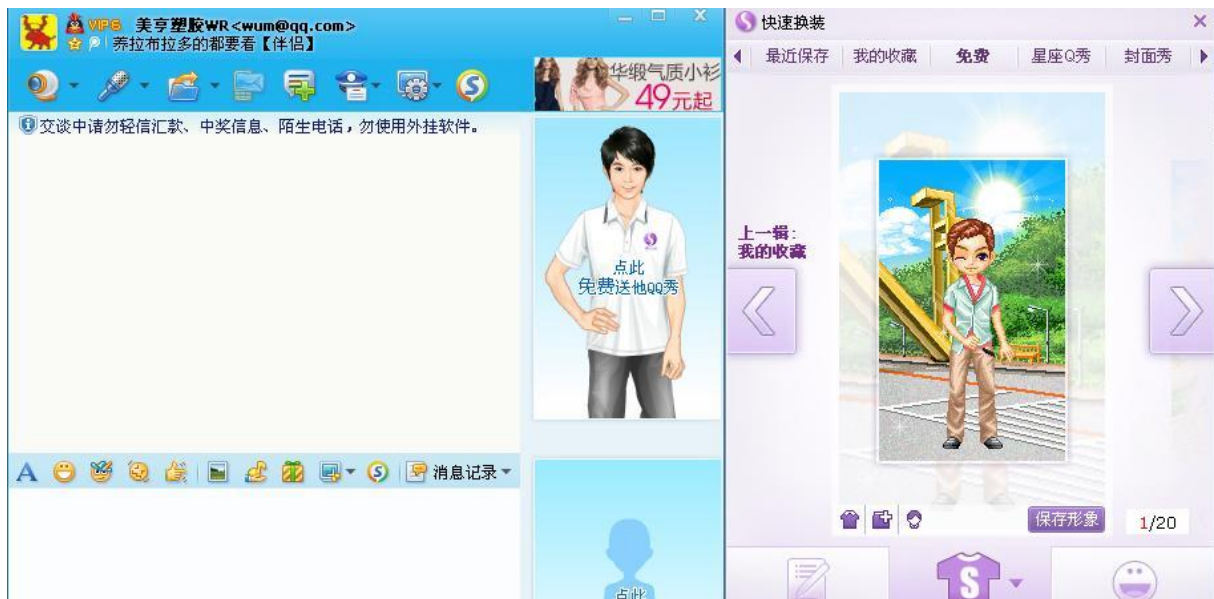 VIP6 美亨塑胶WR<wum@qq.com>
养拉布拉多的都要看【伴侣】
华缎气质小衫
49元起
交谈中请勿轻信汇款、中奖信息、陌生电话，勿使用外挂软件。
点此
免费送他QQ秀
A
消息记录
点此
快速换装
最近保存
我的收藏
免费
星座Q秀
封面秀
上一辑：
我的收藏
保存形象
1/20
S